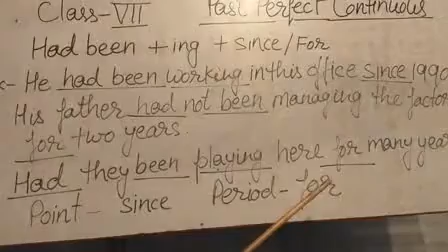 Class-VII Past Perfect Continuous
Had been + ing + since/For
He had been working in this office since 1990
His father had not been managing the factor
for two years.
Had they been playing here for many year
Point - since Period - for